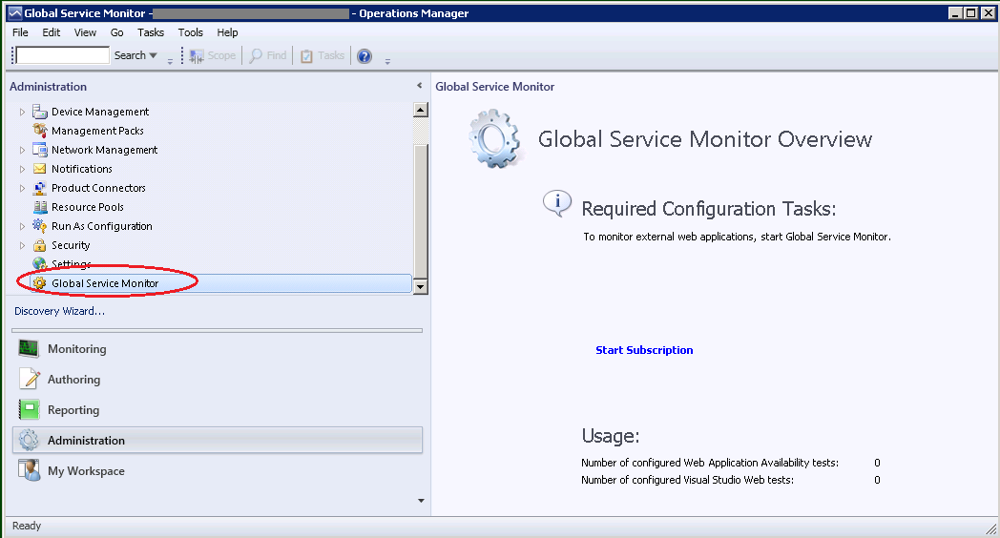 Global Service Monitor - - Operations Manager
File Edit View Go Tasks Tools Help
Search Scope Find Tasks
Administration
Device Management
Management Packs
Network Management
Notifications
Product Connectors
Resource Pools
Run As Configuration
Security
Settings
Global Service Monitor
Discovery Wizard...
Monitoring
Authoring
Reporting
Administration
My Workspace
Global Service Monitor
Global Service Monitor Overview
Required Configuration Tasks:
To monitor external web applications, start Global Service Monitor.
Start Subscription
Usage:
Number of configured Web Application Availability tests: 0
Number of configured Visual Studio Web tests: 0
Ready